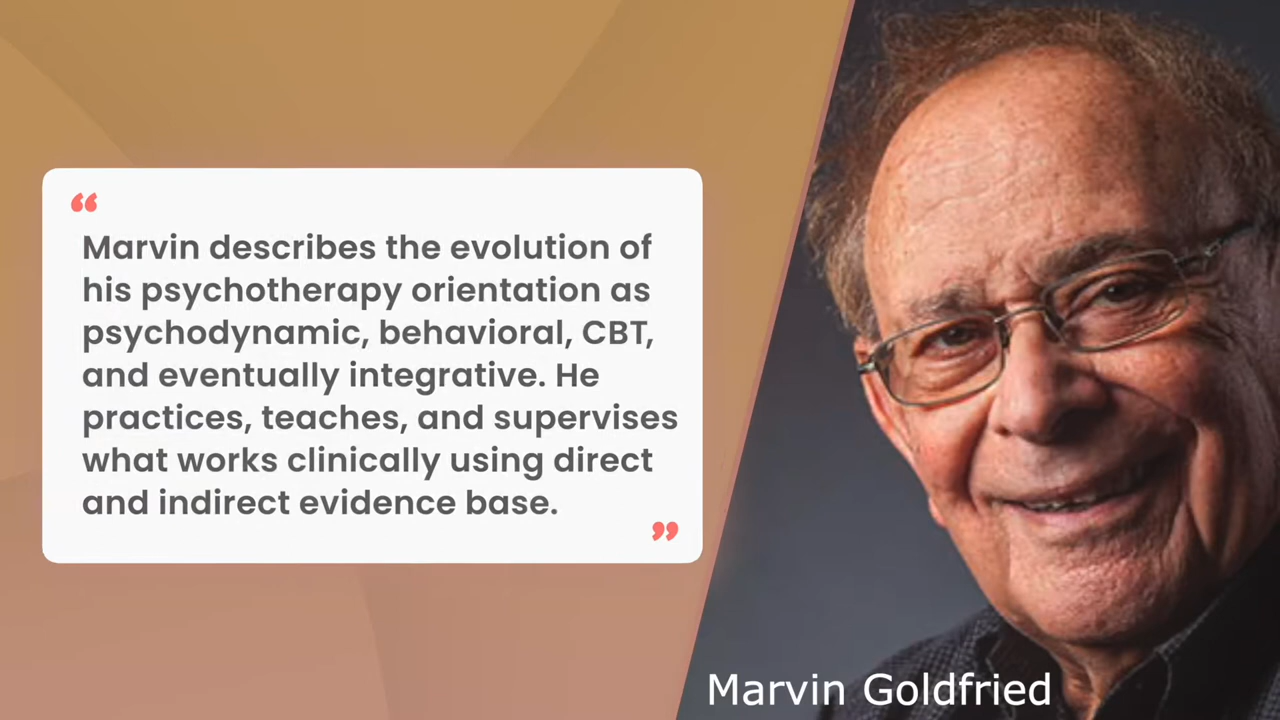 “
Marvin describes the evolution of
his psychotherapy orientation as
psychodynamic, behavioral, CBT,
and eventually integrative. He
practices, teaches, and supervises
what works clinically using direct
and indirect evidence base.
”
Marvin Goldfried